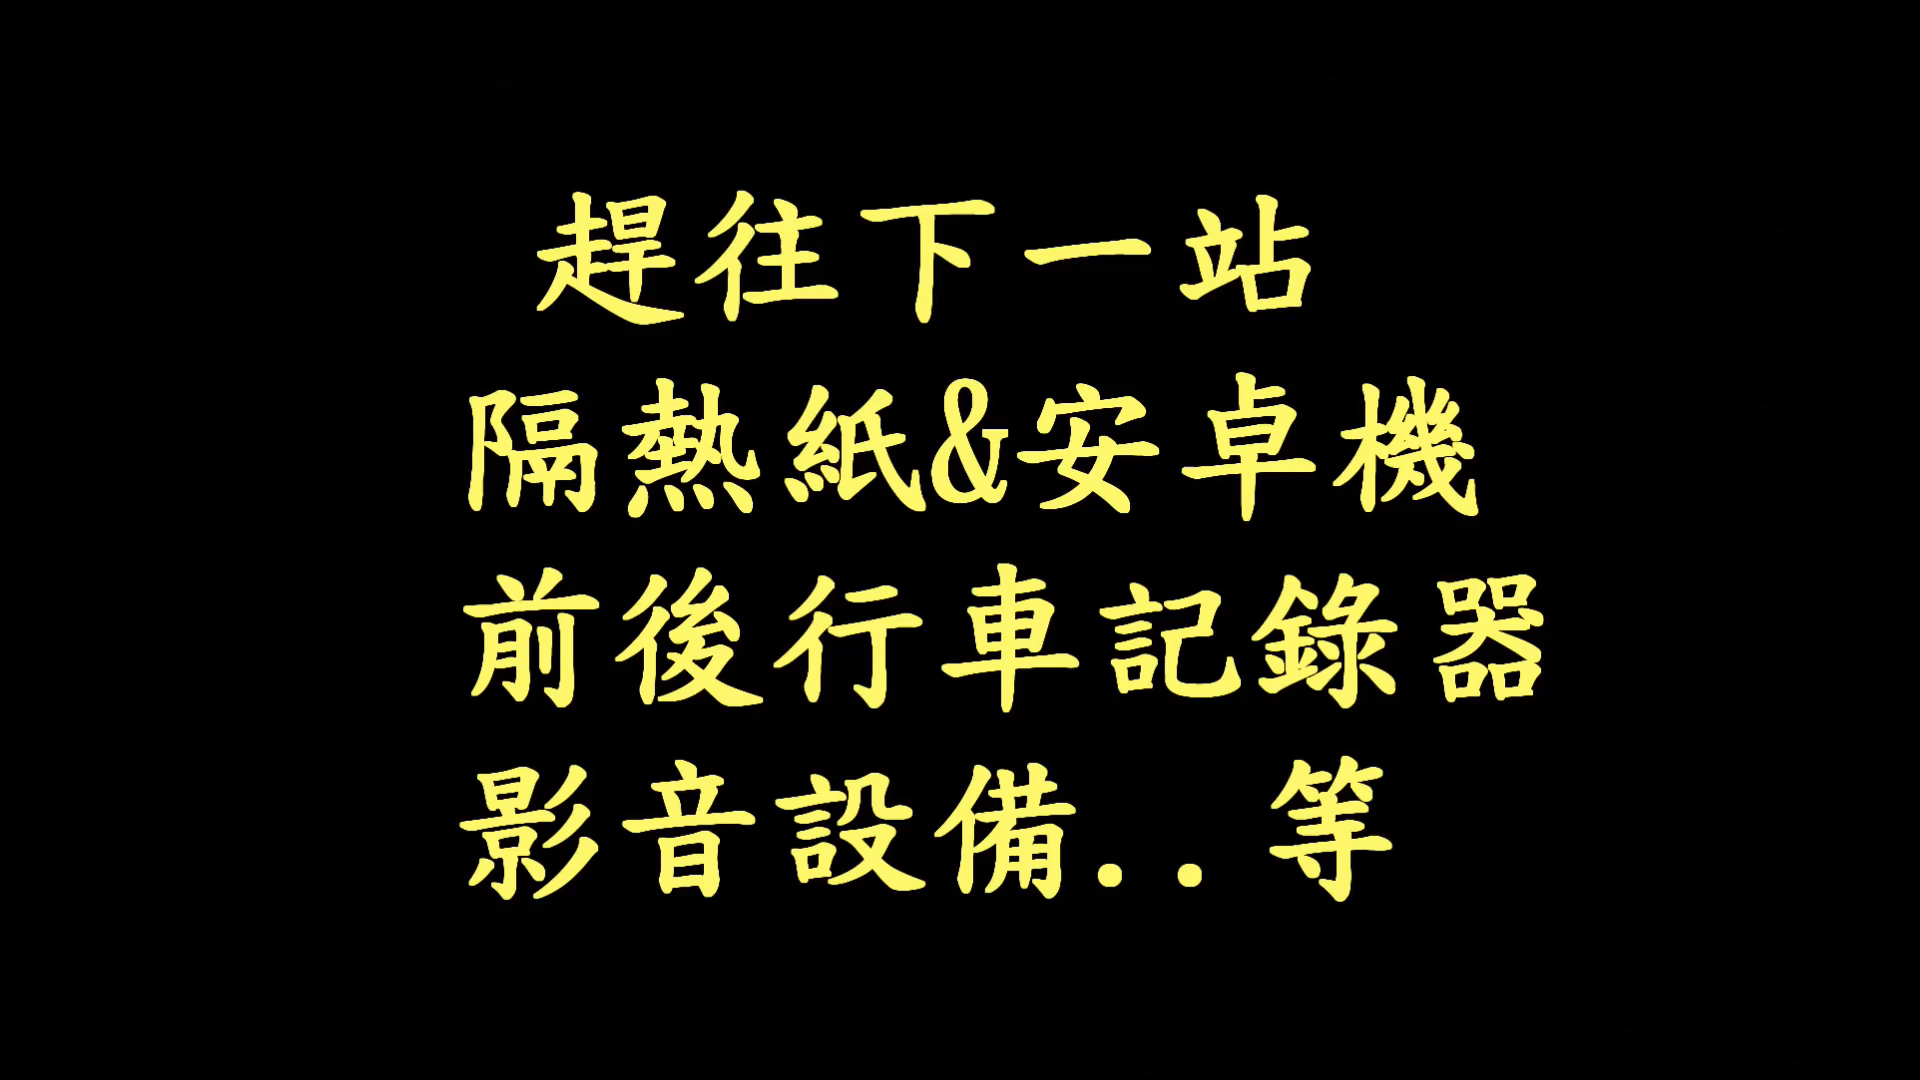 趕往下一站
隔熱紙&安卓機
前後行車記錄器
影音設備..等